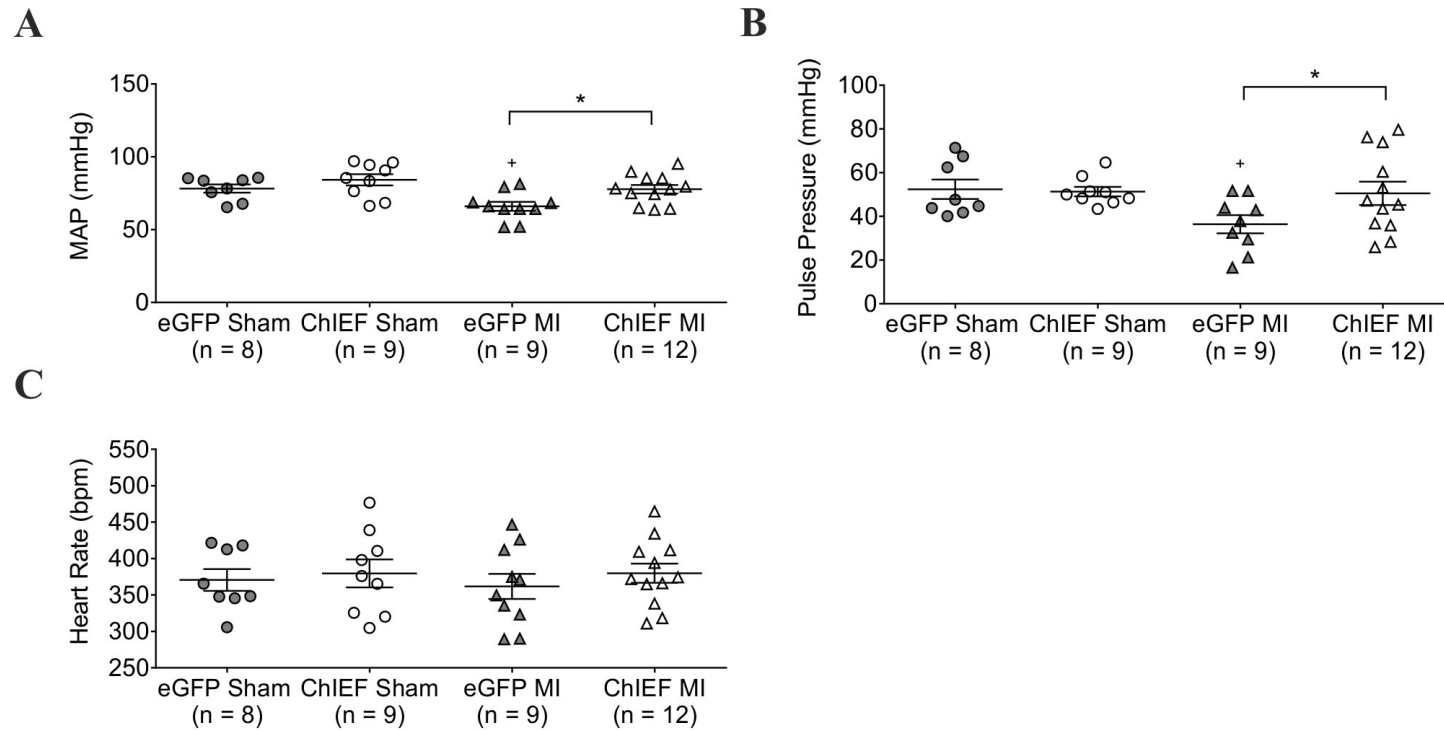 A
MAP (mmHg)
150
100
50
0
*
+
eGFP Sham ChIEF Sham eGFP MI ChIEF MI
(n = 8) (n = 9) (n = 9) (n = 12)
B
Pulse Pressure (mmHg)
100
80
60
40
20
0
*
+
eGFP Sham ChIEF Sham eGFP MI ChIEF MI
(n = 8) (n = 9) (n = 9) (n = 12)
C
Heart Rate (bpm)
550
500
450
400
350
300
250
eGFP Sham ChIEF Sham eGFP MI ChIEF MI
(n = 8) (n = 9) (n = 9) (n = 12)